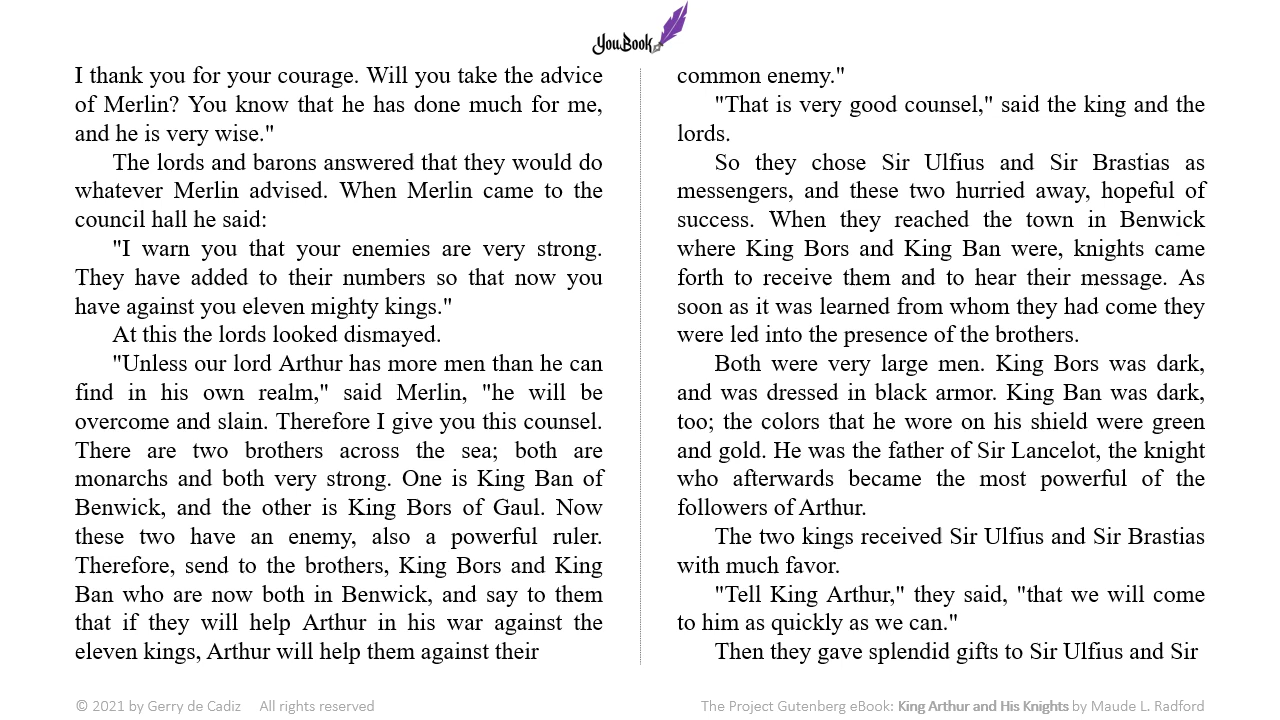 YouBook
I thank you for your courage. Will you take the advice
of Merlin? You know that he has done much for me,
and he is very wise."
The lords and barons answered that they would do
whatever Merlin advised. When Merlin came to the
council hall he said:
"I warn you that your enemies are very strong.
They have added to their numbers so that now you
have against you eleven mighty kings."
At this the lords looked dismayed.
"Unless our lord Arthur has more men than he can
find in his own realm," said Merlin, "he will be
overcome and slain. Therefore I give you this counsel.
There are two brothers across the sea; both are
monarchs and both very strong. One is King Ban of
Benwick, and the other is King Bors of Gaul. Now
these two have an enemy, also a powerful ruler.
Therefore, send to the brothers, King Bors and King
Ban who are now both in Benwick, and say to them
that if they will help Arthur in his war against the
eleven kings, Arthur will help them against their
common enemy."
"That is very good counsel," said the king and the
lords.
So they chose Sir Ulfius and Sir Brastias as
messengers, and these two hurried away, hopeful of
success. When they reached the town in Benwick
where King Bors and King Ban were, knights came
forth to receive them and to hear their message. As
soon as it was learned from whom they had come they
were led into the presence of the brothers.
Both were very large men. King Bors was dark,
and was dressed in black armor. King Ban was dark,
too; the colors that he wore on his shield were green
and gold. He was the father of Sir Lancelot, the knight
who afterwards became the most powerful of the
followers of Arthur.
The two kings received Sir Ulfius and Sir Brastias
with much favor.
"Tell King Arthur," they said, "that we will come
to him as quickly as we can."
Then they gave splendid gifts to Sir Ulfius and Sir
© 2021 by Gerry de Cadiz All rights reserved
The Project Gutenberg eBook: King Arthur and His Knights by Maude L. Radford